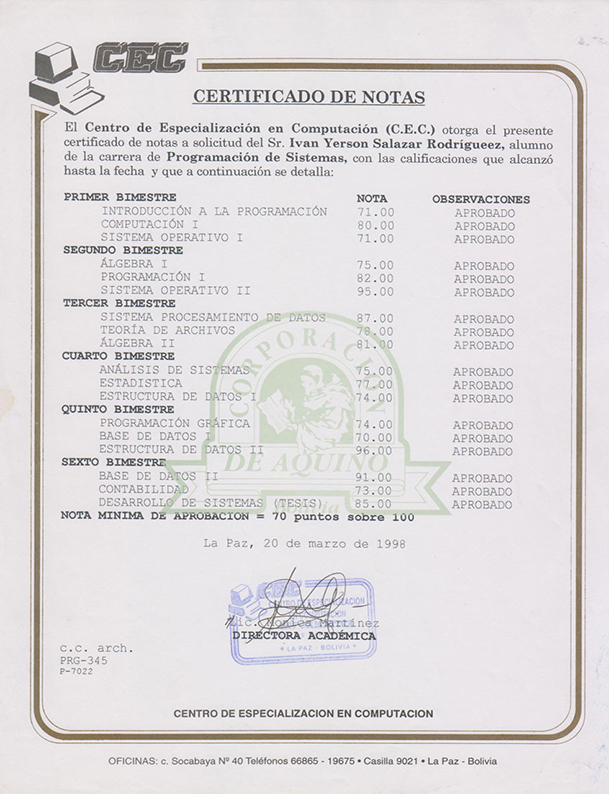 CEC
CERTIFICADO DE NOTAS
El Centro de Especialización en Computación (C.E.C.) otorga el presente
certificado de notas a solicitud del Sr. Ivan Yerson Salazar Rodrígueez, alumno
de la carrera de Programación de Sistemas, con las calificaciones que alcanzó
hasta la fecha y que a continuación se detalla:
PRIMER BIMESTRE NOTA OBSERVACIONES
INTRODUCCIÓN A LA PROGRAMACIÓN 71.00 APROBADO
COMPUTACIÓN I 80.00 APROBADO
SISTEMA OPERATIVO I 71.00 APROBADO
SEGUNDO BIMESTRE
ÁLGEBRA I 75.00 APROBADO
PROGRAMACIÓN I 82.00 APROBADO
SISTEMA OPERATIVO II 95.00 APROBADO
TERCER BIMESTRE
SISTEMA PROCESAMIENTO DE DATOS 87.00 APROBADO
TEORÍA DE ARCHIVOS 78.00 APROBADO
ÁLGEBRA II 81.00 APROBADO
CUARTO BIMESTRE
ANÁLISIS DE SISTEMAS 75.00 APROBADO
ESTADISTICA 77.00 APROBADO
ESTRUCTURA DE DATOS I 74.00 APROBADO
QUINTO BIMESTRE
PROGRAMACIÓN GRÁFICA 74.00 APROBADO
BASE DE DATOS I 70.00 APROBADO
ESTRUCTURA DE DATOS II 96.00 APROBADO
SEXTO BIMESTRE
BASE DE DATOS II 91.00 APROBADO
CONTABILIDAD 73.00 APROBADO
DESARROLLO DE SISTEMAS (TESIS) 85.00 APROBADO
NOTA MINIMA DE APROBACION = 70 puntos sobre 100
CORPORACION
DE AQUINO
Bolivia
La Paz, 20 de marzo de 1998
CEC
CENTRO DE ESPECIALIZACIÓN
Lic. Monica Martinez
DIRECTORA ACADÉMICA
* LA PAZ - BOLIVIA *
c.c. arch.
PRG-345
P-7022
CENTRO DE ESPECIALIZACION EN COMPUTACION
OFICINAS: c. Socabaya Nº 40 Teléfonos 66865 - 19675 • Casilla 9021 • La Paz - Bolivia